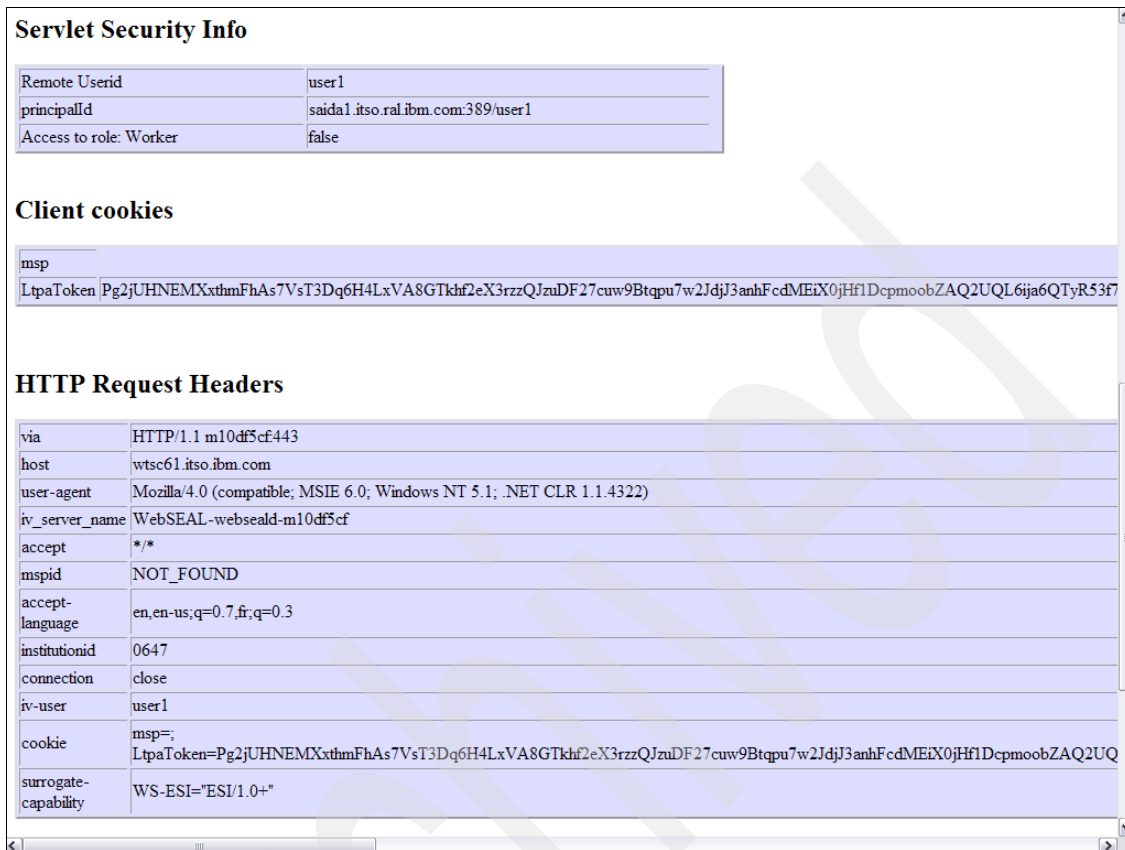 Servlet Security Info
Remote Userid user1
principalId saida1.itso.ral.ibm.com:389/user1
Access to role: Worker false
Client cookies
msp
LtpaToken Pg2jUHNEMXxthmFhAs7VsT3Dq6H4LxVA8GTkhf2eX3rzzQJzuDF27cuw9Btqpu7w2JdjJ3anhFcdMEiX0jHf1DcpmoobZAQ2UQL6ija6QTyR53f7
HTTP Request Headers
via HTTP/1.1 m10df5cf:443
host wtsc61.itso.ibm.com
user-agent Mozilla/4.0 (compatible; MSIE 6.0; Windows NT 5.1; .NET CLR 1.1.4322)
iv_server_name WebSEAL-webseald-m10df5cf
accept */*
mspid NOT_FOUND
accept-
language en,en-us;q=0.7,fr;q=0.3
institutionid 0647
connection close
iv-user user1
cookie msp=;
LtpaToken=Pg2jUHNEMXxthmFhAs7VsT3Dq6H4LxVA8GTkhf2eX3rzzQJzuDF27cuw9Btqpu7w2JdjJ3anhFcdMEiX0jHf1DcpmoobZAQ2UQ
surrogate-
capability WS-ESI="ESI/1.0+"
hived